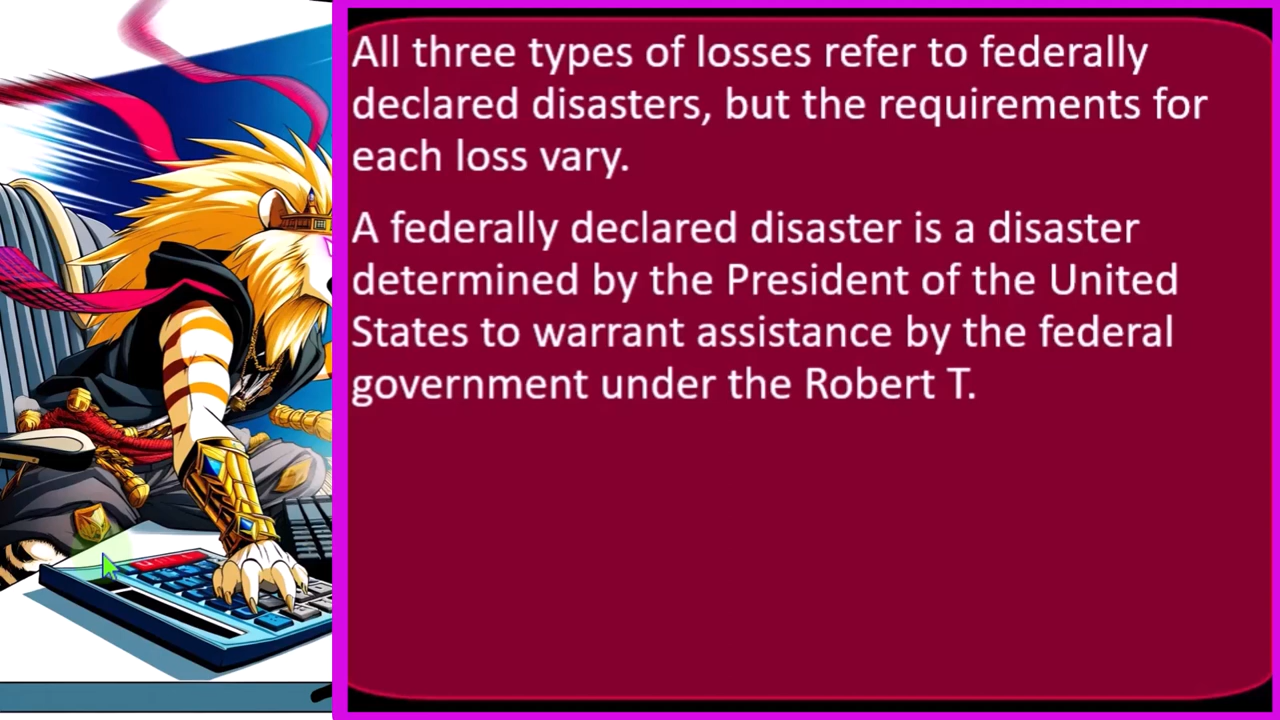 All three types of losses refer to federally
declared disasters, but the requirements for
each loss vary.
A federally declared disaster is a disaster
determined by the President of the United
States to warrant assistance by the federal
government under the Robert T.